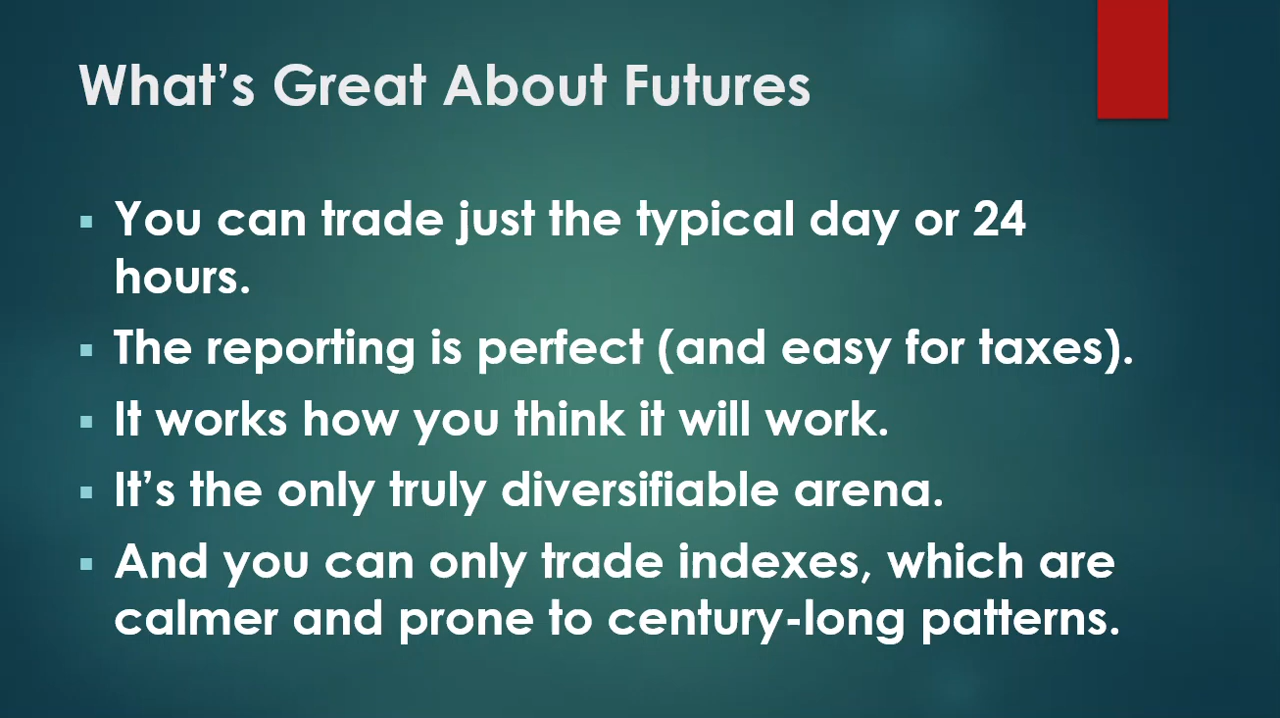 What's Great About Futures
You can trade just the typical day or 24
hours.
The reporting is perfect (and easy for taxes).
It works how you think it will work.
It's the only truly diversifiable arena.
And you can only trade indexes, which are
calmer and prone to century-long patterns.